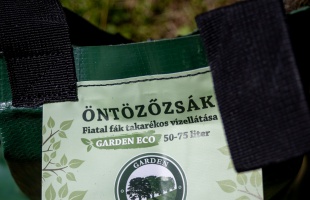 ÖNTÖZŐZSÁK
Fiatal fák takarékos vízellátása
GARDEN ECO 50-75 liter
GARDEN